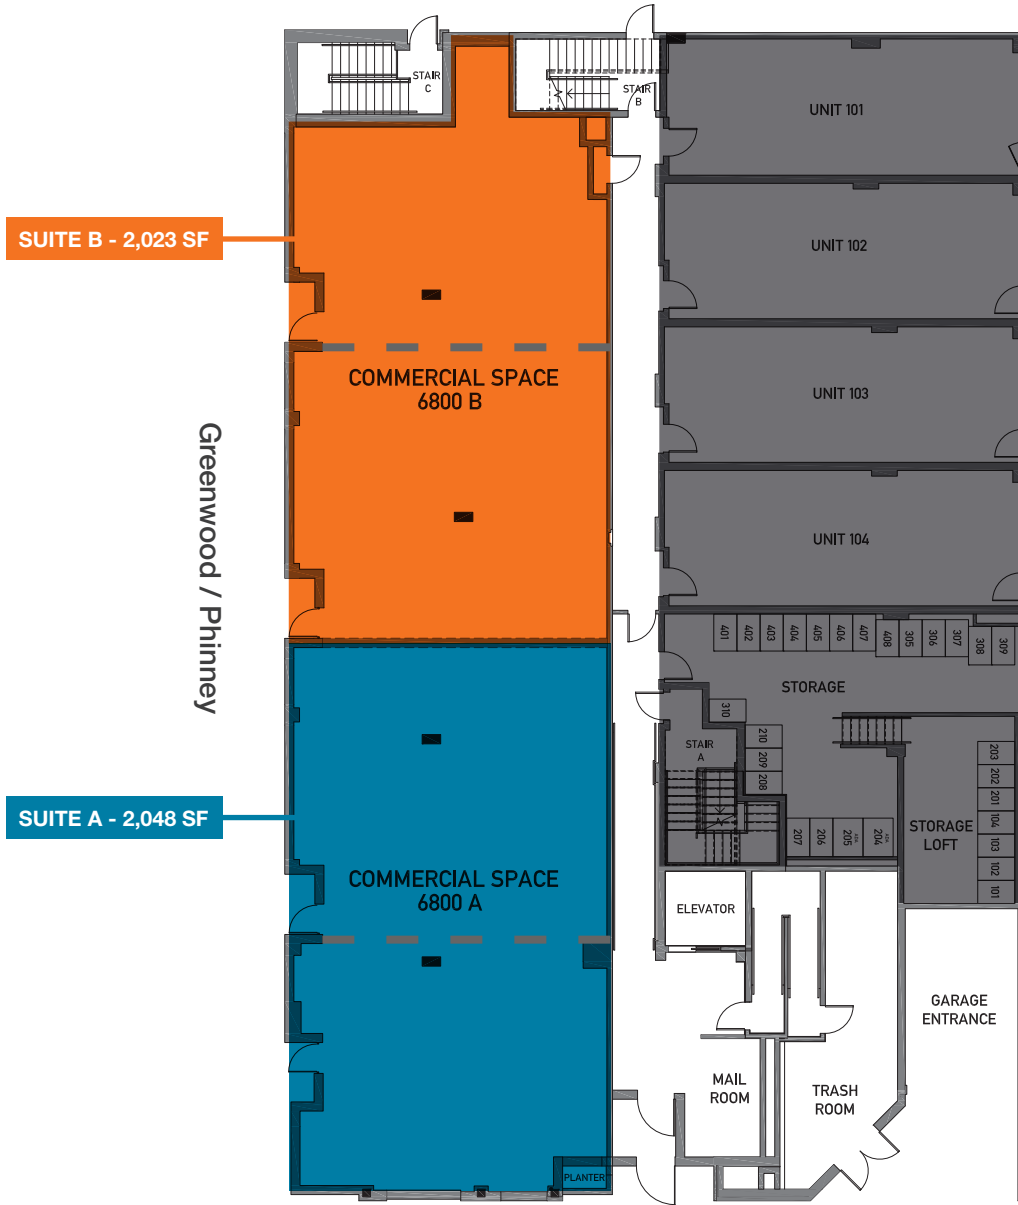 STAIR
C
STAIR
B
UNIT 101
SUITE B - 2,023 SF
UNIT 102
COMMERCIAL SPACE
6800 B
UNIT 103
Greenwood / Phinney
UNIT 104
401
402
403
404
405
406
407
408
305
306
307
308
309
STORAGE
310
210
209
208
STAIR
A
203
202
201
104
103
102
101
SUITE A - 2,048 SF
207
206
205
204
STORAGE
LOFT
COMMERCIAL SPACE
6800 A
ELEVATOR
GARAGE
ENTRANCE
MAIL
ROOM
TRASH
ROOM
PLANTER